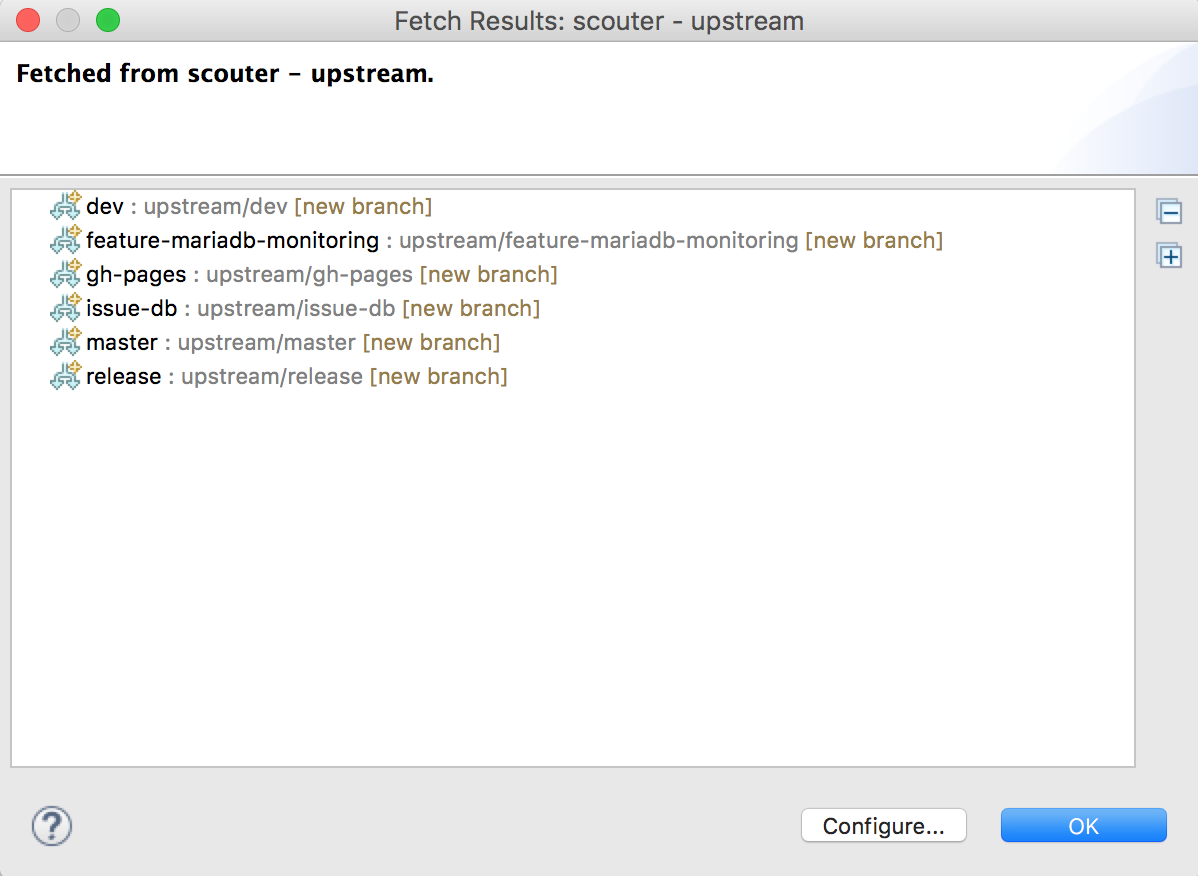 Fetch Results: scouter - upstream
Fetched from scouter - upstream.
dev : upstream/dev [new branch]
feature-mariadb-monitoring : upstream/feature-mariadb-monitoring [new branch]
gh-pages : upstream/gh-pages [new branch]
issue-db : upstream/issue-db [new branch]
master : upstream/master [new branch]
release : upstream/release [new branch]
?
Configure...
OK